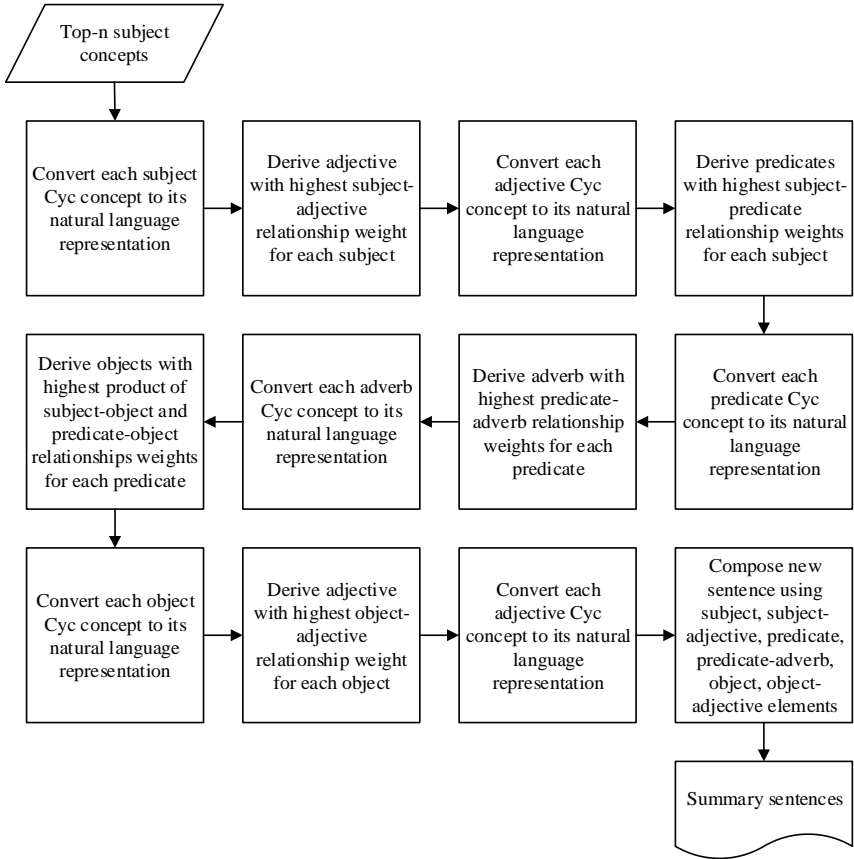 Top-n subject
concepts
Convert each subject
Cyc concept to its
natural language
representation
Derive adjective
with highest subject-
adjective
relationship weight
for each subject
Convert each
adjective Cyc
concept to its natural
language
representation
Derive predicates
with highest subject-
predicate
relationship weights
for each subject
Convert each
predicate Cyc
concept to its natural
language
representation
Derive adverb with
highest predicate-
adverb relationship
weights for each
predicate
Convert each adverb
Cyc concept to its
natural language
representation
Derive objects with
highest product of
subject-object and
predicate-object
relationships weights
for each predicate
Convert each object
Cyc concept to its
natural language
representation
Derive adjective
with highest object-
adjective
relationship weight
for each object
Convert each
adjective Cyc
concept to its natural
language
representation
Compose new
sentence using
subject, subject-
adjective, predicate,
predicate-adverb,
object, object-
adjective elements
Summary sentences